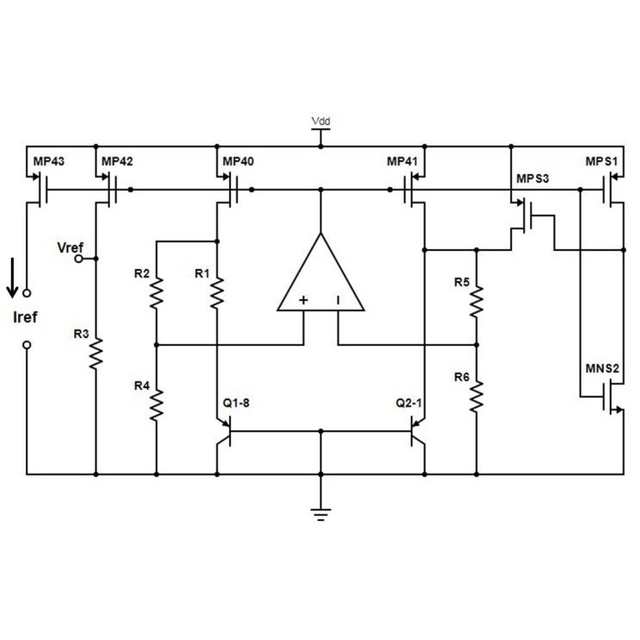 Vdd
MP43 MP42 MP40 MP41 MPS1
MPS3
Vref
R2 R1 R5
+ −
Iref
R3
R4 R6 MNS2
Q1-8 Q2-1